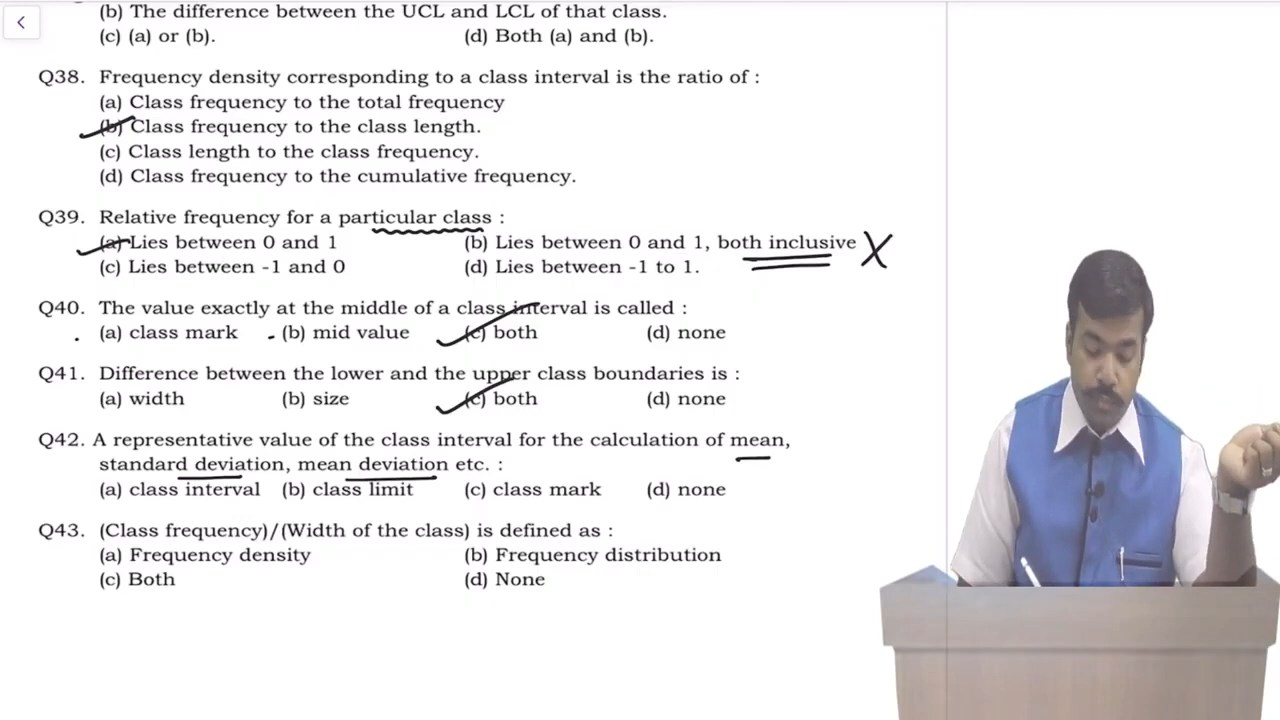 (b) The difference between the UCL and LCL of that class.
(c) (a) or (b). (d) Both (a) and (b).
Q38. Frequency density corresponding to a class interval is the ratio of :
(a) Class frequency to the total frequency
(b) Class frequency to the class length.
(c) Class length to the class frequency.
(d) Class frequency to the cumulative frequency.
Q39. Relative frequency for a particular class :
(a) Lies between 0 and 1 (b) Lies between 0 and 1, both inclusive X
(c) Lies between -1 and 0 (d) Lies between -1 to 1.
Q40. The value exactly at the middle of a class interval is called :
(a) class mark (b) mid value (c) both (d) none
Q41. Difference between the lower and the upper class boundaries is :
(a) width (b) size (c) both (d) none
Q42. A representative value of the class interval for the calculation of mean,
standard deviation, mean deviation etc. :
(a) class interval (b) class limit (c) class mark (d) none
Q43. (Class frequency)/(Width of the class) is defined as :
(a) Frequency density (b) Frequency distribution
(c) Both (d) None